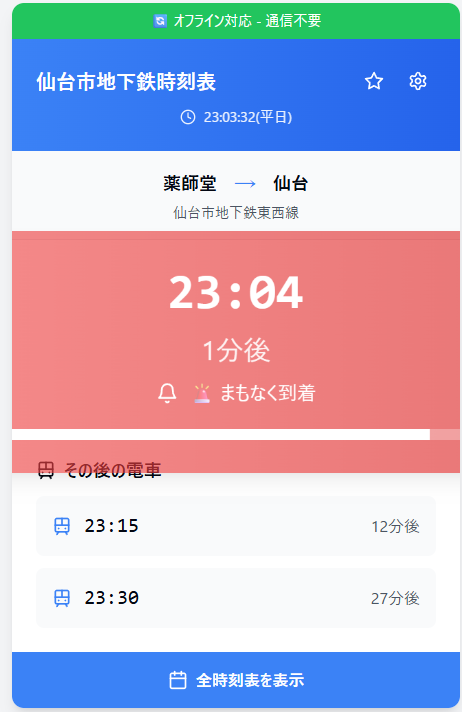 オフライン対応 - 通信不要
仙台市地下鉄時刻表
23:03:32(平日)
薬師堂 → 仙台
仙台市地下鉄東西線
23:04
1分後
まもなく到着
その後の電車
23:15 12分後
23:30 27分後
全時刻表を表示